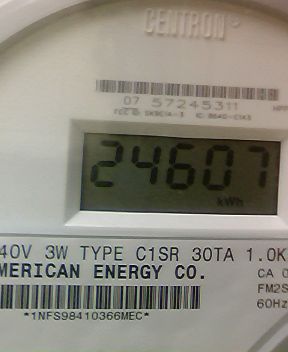 CENTRON
07 57245311
24607
kWh
40V 3W TYPE C1SR 30TA 1.0K
MERICAN ENERGY CO.
CA 0
FM2S
60Hz
*1NFS98410366MEC*